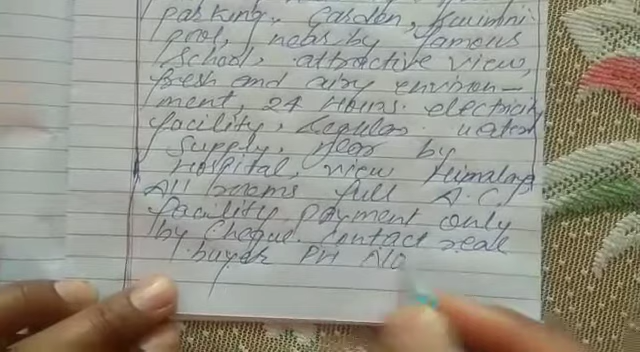 parking, Garden, Swimming
pool, near by famous
School, attractive view,
fresh and airy environ-
ment, 24 Hours. electricity
facility, Regular. water
Supply, Near by
Hospital, view Himalaya
All rooms full A.C.
Facility payment only
by Cheque. Contact real
buyer PH No